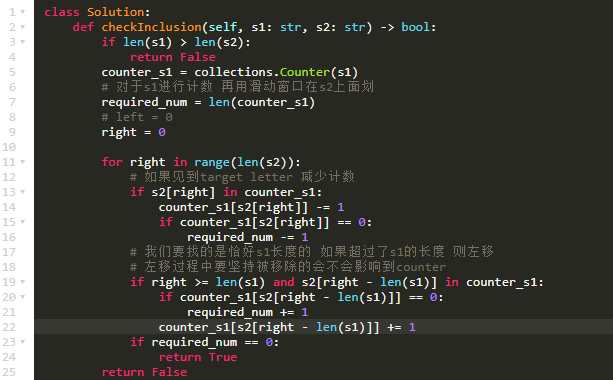 1 class Solution:
2 def checkInclusion(self, s1: str, s2: str) -> bool:
3 if len(s1) > len(s2):
4 return False
5 counter_s1 = collections.Counter(s1)
6 # 对于s1进行计数 再用滑动窗口在s2上面划
7 required_num = len(counter_s1)
8 # left = 0
9 right = 0
10
11 for right in range(len(s2)):
12 # 如果见到target letter 减少计数
13 if s2[right] in counter_s1:
14 counter_s1[s2[right]] -= 1
15 if counter_s1[s2[right]] == 0:
16 required_num -= 1
17 # 我们要找的是恰好s1长度的 如果超过了s1的长度 则左移
18 # 左移过程中要坚持被移除的会不会影响到counter
19 if right >= len(s1) and s2[right - len(s1)] in counter_s1:
20 if counter_s1[s2[right - len(s1)]] == 0:
21 required_num += 1
22 counter_s1[s2[right - len(s1)]] += 1
23 if required_num == 0:
24 return True
25 return False